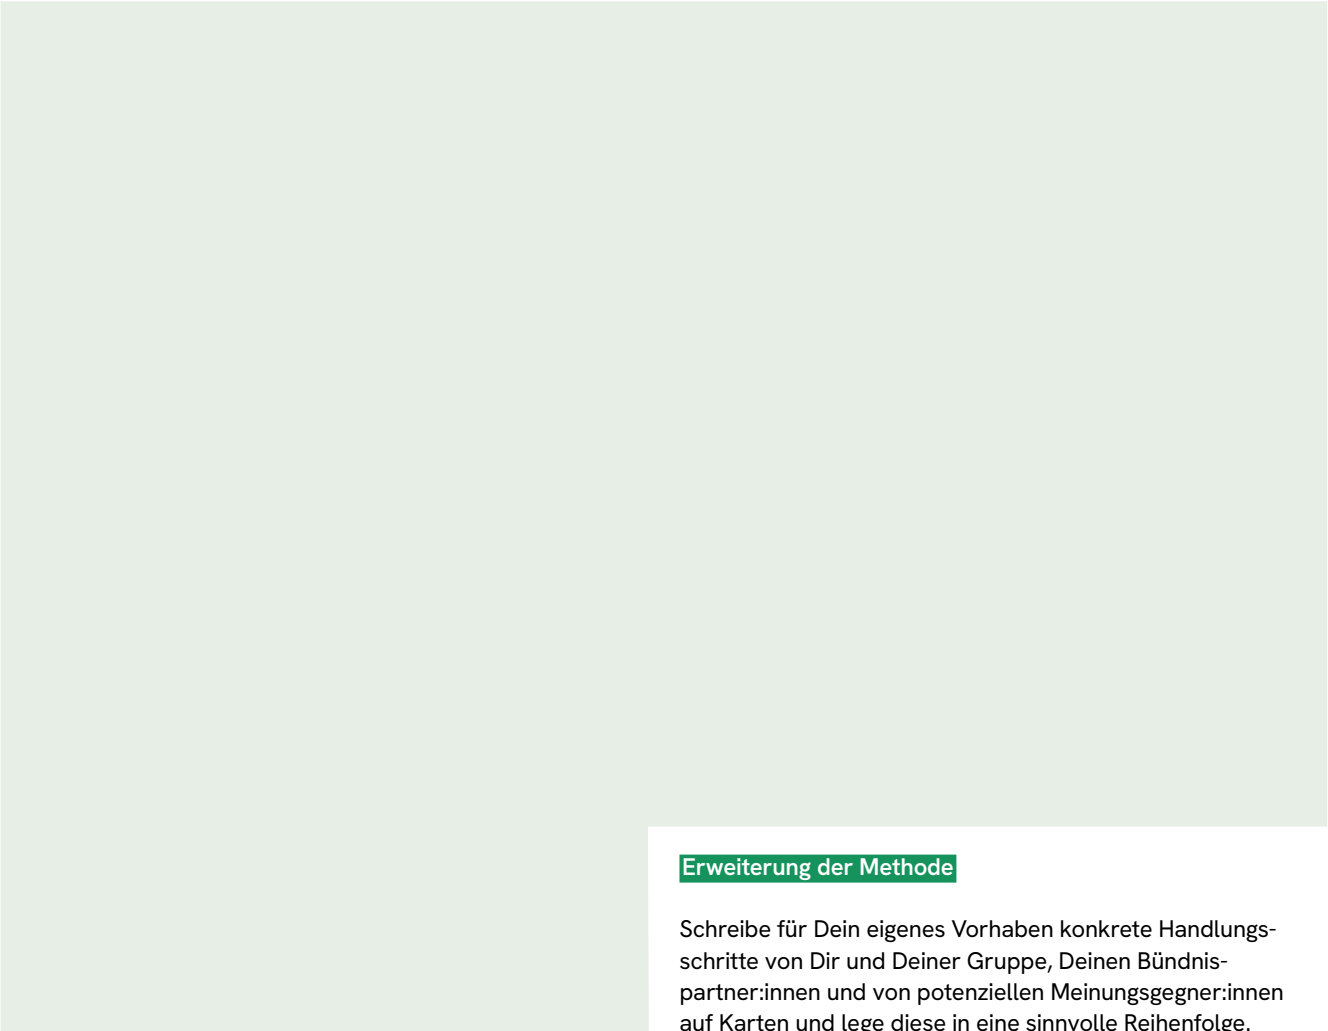 Erweiterung der Methode
Schreibe für Dein eigenes Vorhaben konkrete Handlungs-
schritte von Dir und Deiner Gruppe, Deinen Bündnis-
partner:innen und von potenziellen Meinungsgegner:innen
auf Karten und lege diese in eine sinnvolle Reihenfolge.